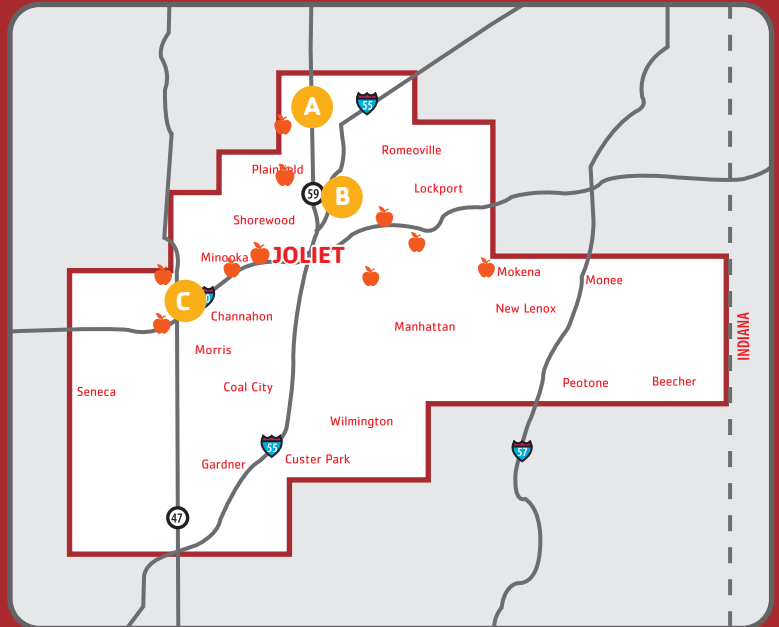 A
55
Romeoville
Plainfield
Lockport
59
B
Shorewood
Minooka
JOLIET
Mokena
Monee
C
0
Channahon
New Lenox
Manhattan
INDIANA
Morris
Seneca
Coal City
Peotone
Beecher
Wilmington
55
Gardner
Custer Park
57
47